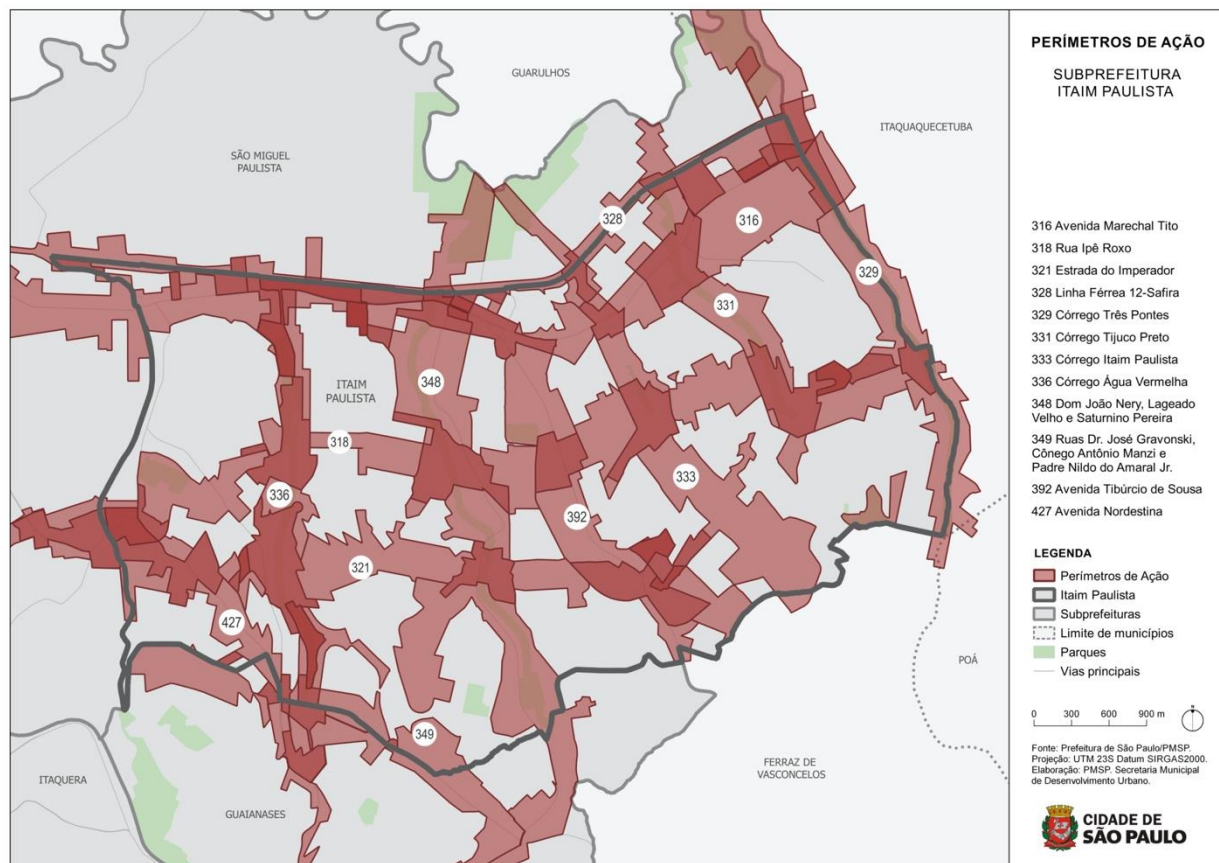 GUARULHOS
ITAQUAQUECETUBA
SÃO MIGUEL
PAULISTA
328
316
329
331
348
ITAIM
PAULISTA
318
333
336
392
321
427
349
POÁ
FERRAZ DE
VASCONCELOS
ITAQUERA
GUAIANASES
PERÍMETROS DE AÇÃO
SUBPREFEITURA
ITAIM PAULISTA
316 Avenida Marechal Tito
318 Rua Ipê Roxo
321 Estrada do Imperador
328 Linha Férrea 12-Safira
329 Córrego Três Pontes
331 Córrego Tijuco Preto
333 Córrego Itaim Paulista
336 Córrego Água Vermelha
348 Dom João Nery, Lageado
Velho e Saturnino Pereira
349 Ruas Dr. José Gravonski,
Cônego Antônio Manzi e
Padre Nildo do Amaral Jr.
392 Avenida Tibúrcio de Sousa
427 Avenida Nordestina
LEGENDA
Perímetros de Ação
Itaim Paulista
Subprefeituras
Limite de municípios
Parques
Vias principais
0 300 600 900 m
N
Fonte: Prefeitura de São Paulo/PMSP.
Projeção: UTM 23S Datum SIRGAS2000.
Elaboração: PMSP. Secretaria Municipal
de Desenvolvimento Urbano.
CIDADE DE
SÃO PAULO